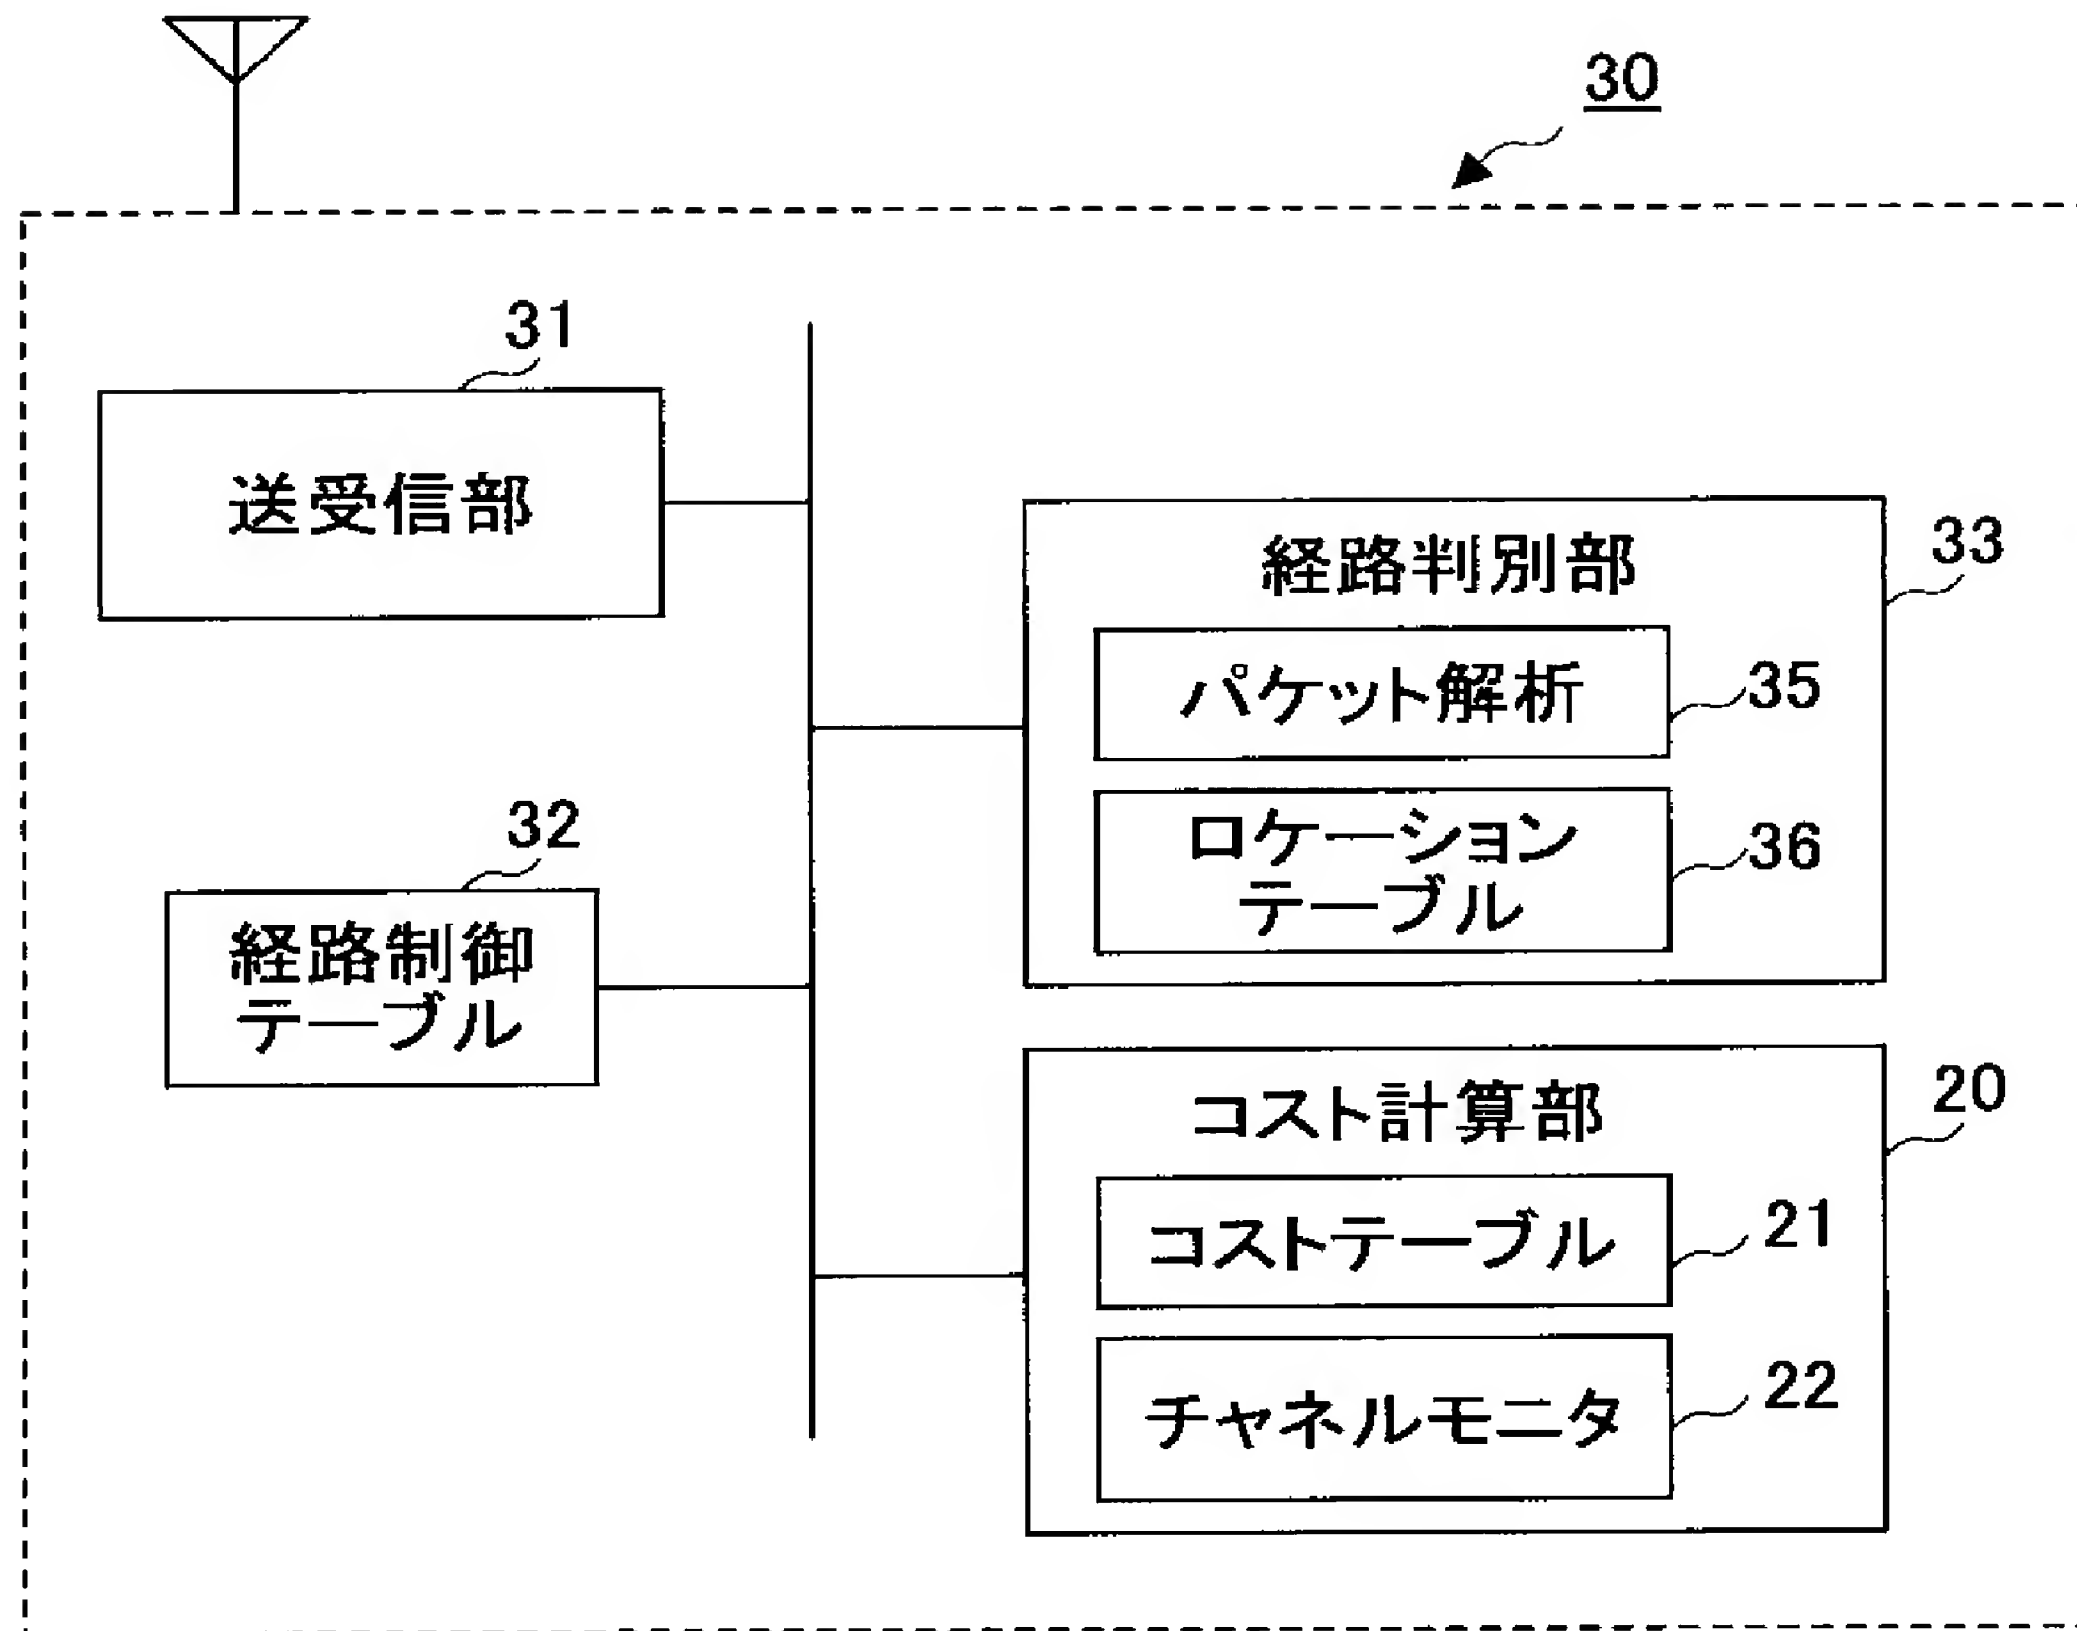 30
31
送受信部
32
経路制御
テーブル
経路判別部
33
パケット解析
35
ロケーション
テーブル
36
コスト計算部
20
コストテーブル
21
チャネルモニタ
22